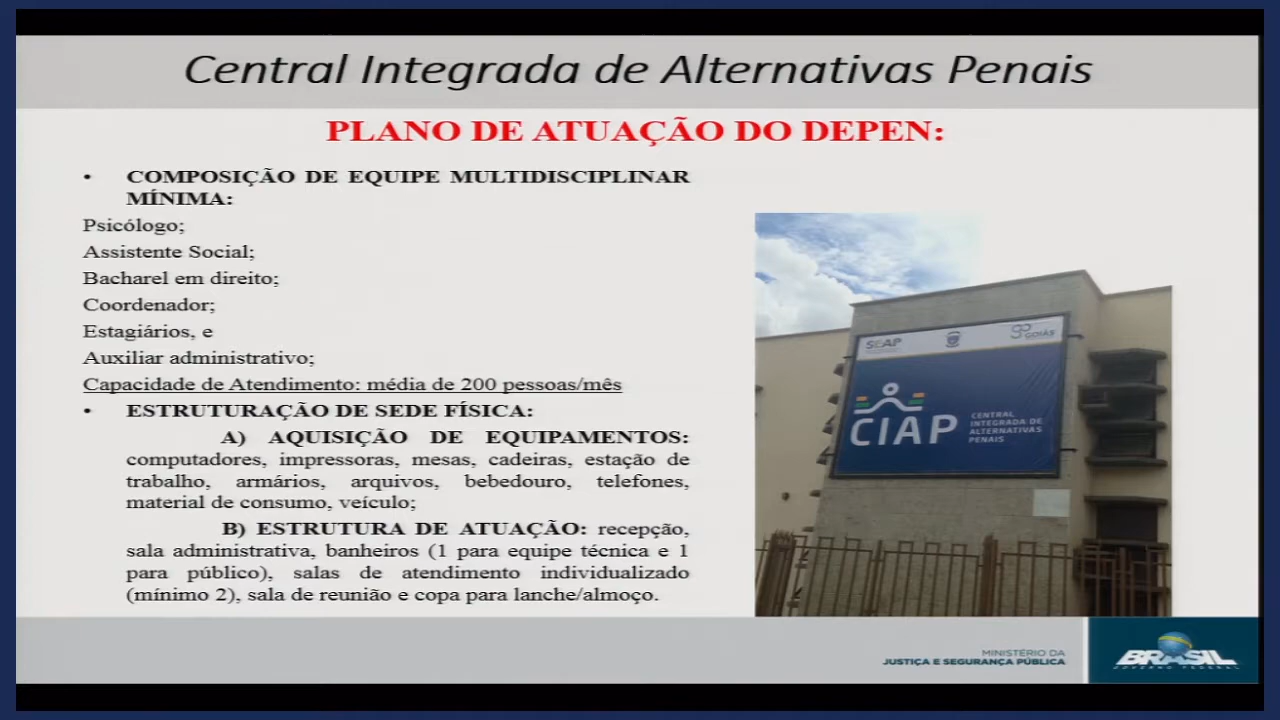 Central Integrada de Alternativas Penais
PLANO DE ATUAÇÃO DO DEPEN:
• COMPOSIÇÃO DE EQUIPE MULTIDISCIPLINAR
MÍNIMA:
Psicólogo;
Assistente Social;
Bacharel em direito;
Coordenador;
Estagiários, e
Auxiliar administrativo;
Capacidade de Atendimento: média de 200 pessoas/mês
• ESTRUTURAÇÃO DE SEDE FÍSICA:
A) AQUISIÇÃO DE EQUIPAMENTOS:
computadores, impressoras, mesas, cadeiras, estação de
trabalho, armários, arquivos, bebedouro, telefones,
material de consumo, veículo;
B) ESTRUTURA DE ATUAÇÃO: recepção,
sala administrativa, banheiros (1 para equipe técnica e 1
para público), salas de atendimento individualizado
(mínimo 2), sala de reunião e copa para lanche/almoço.
SEAP
GOIÁS
CIAP
CENTRAL
INTEGRADA DE
ALTERNATIVAS
PENAIS
MINISTÉRIO DA
JUSTIÇA E SEGURANÇA PÚBLICA
BRASIL
GOVERNO FEDERAL